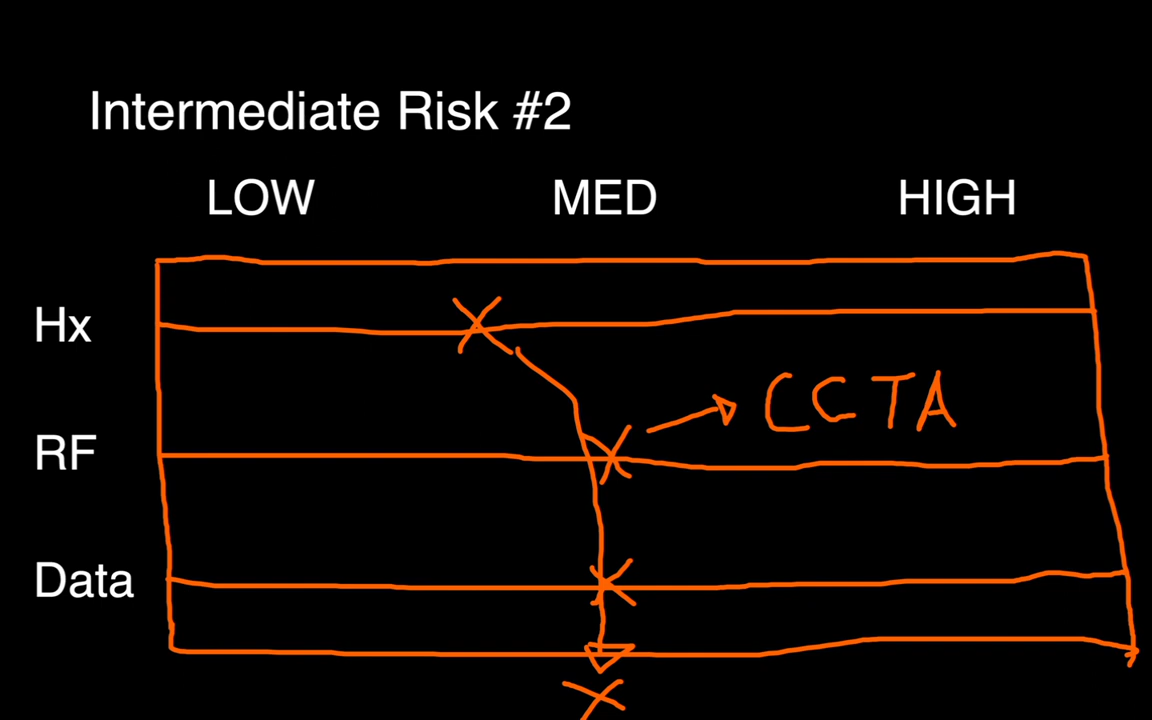 Intermediate Risk #2
LOW MED HIGH
Hx
CCTA
RF
Data